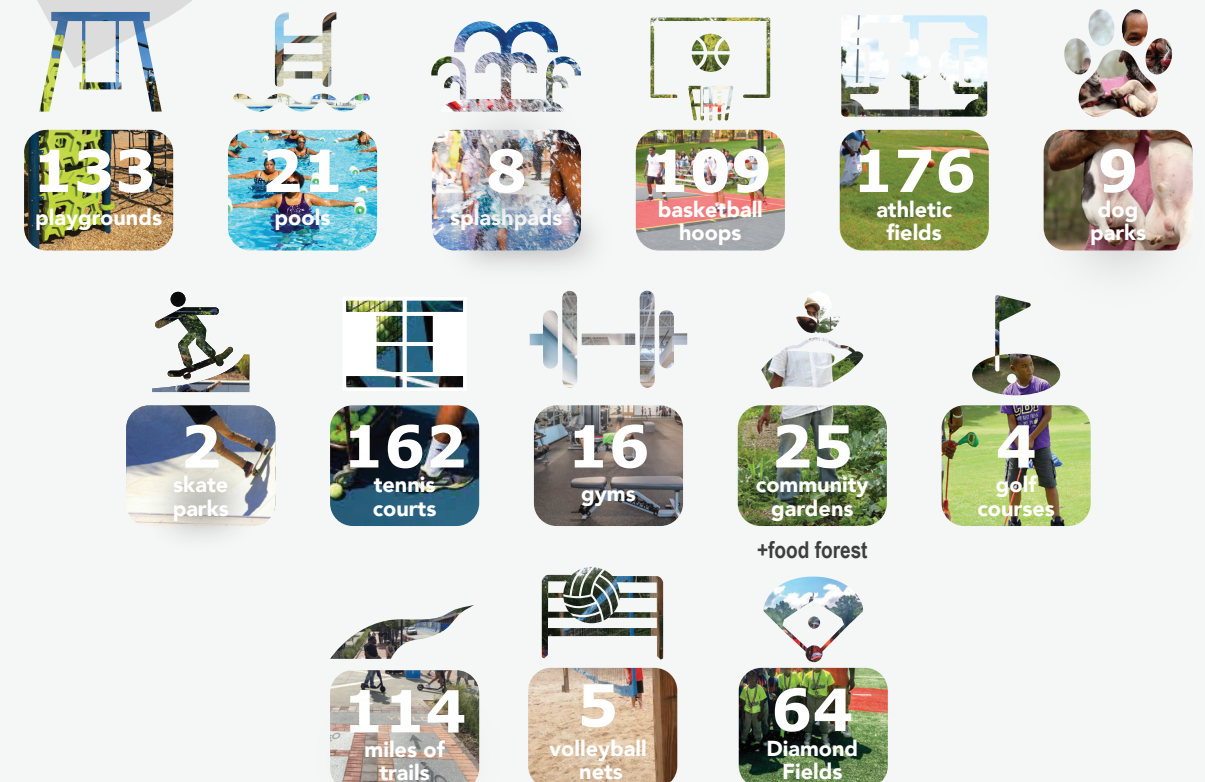 133
playgrounds
21
pools
8
splashpads
109
basketball
hoops
176
athletic
fields
9
dog
parks
2
skate
parks
162
tennis
courts
16
gyms
25
community
gardens
+food forest
4
golf
courses
114
miles of
trails
5
volleyball
nets
64
Diamond
Fields